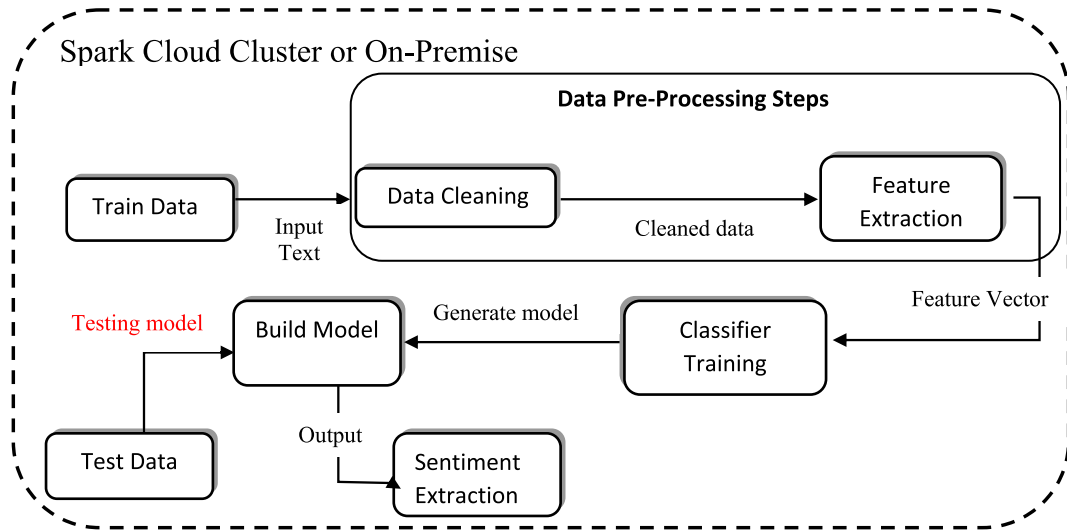 Spark Cloud Cluster or On-Premise
Data Pre-Processing Steps
Train Data
Input
Text
Data Cleaning
Cleaned data
Feature
Extraction
Feature Vector
Classifier
Training
Generate model
Build Model
Testing model
Test Data
Output
Sentiment
Extraction